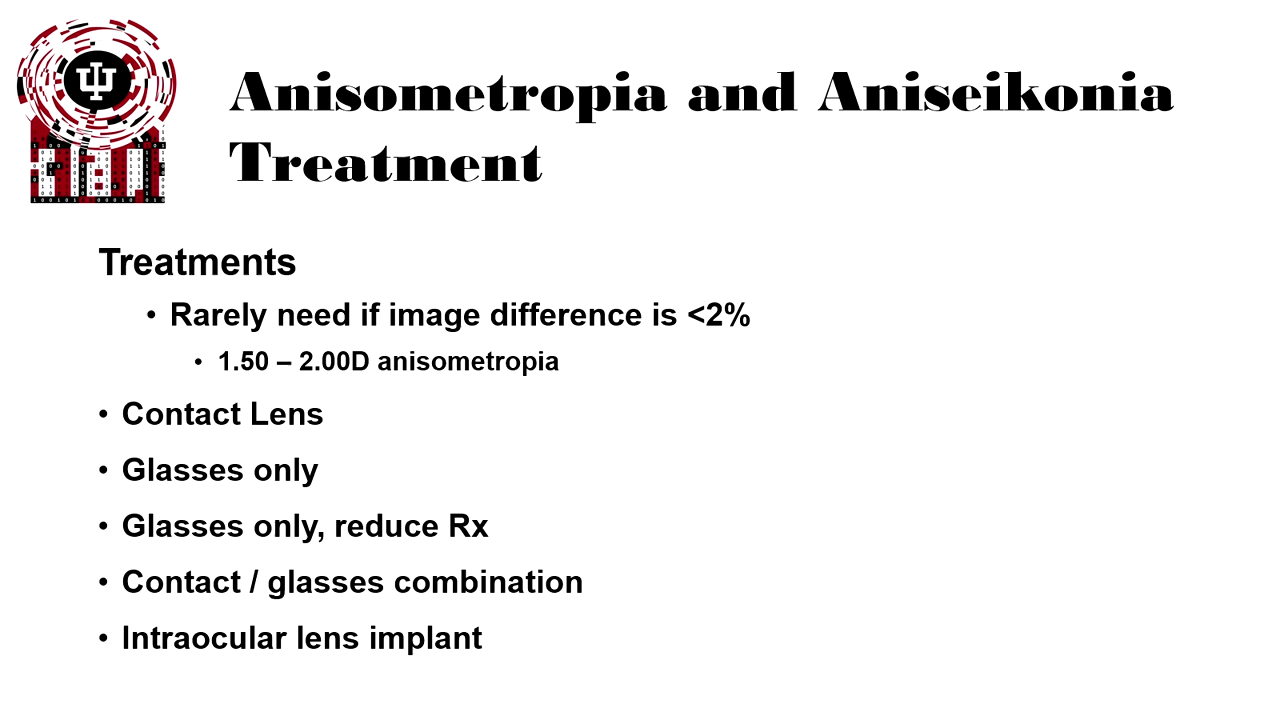 Anisometropia and Aniseikonia
Treatment
Treatments
• Rarely need if image difference is <2%
• 1.50 – 2.00D anisometropia
• Contact Lens
• Glasses only
• Glasses only, reduce Rx
• Contact / glasses combination
• Intraocular lens implant